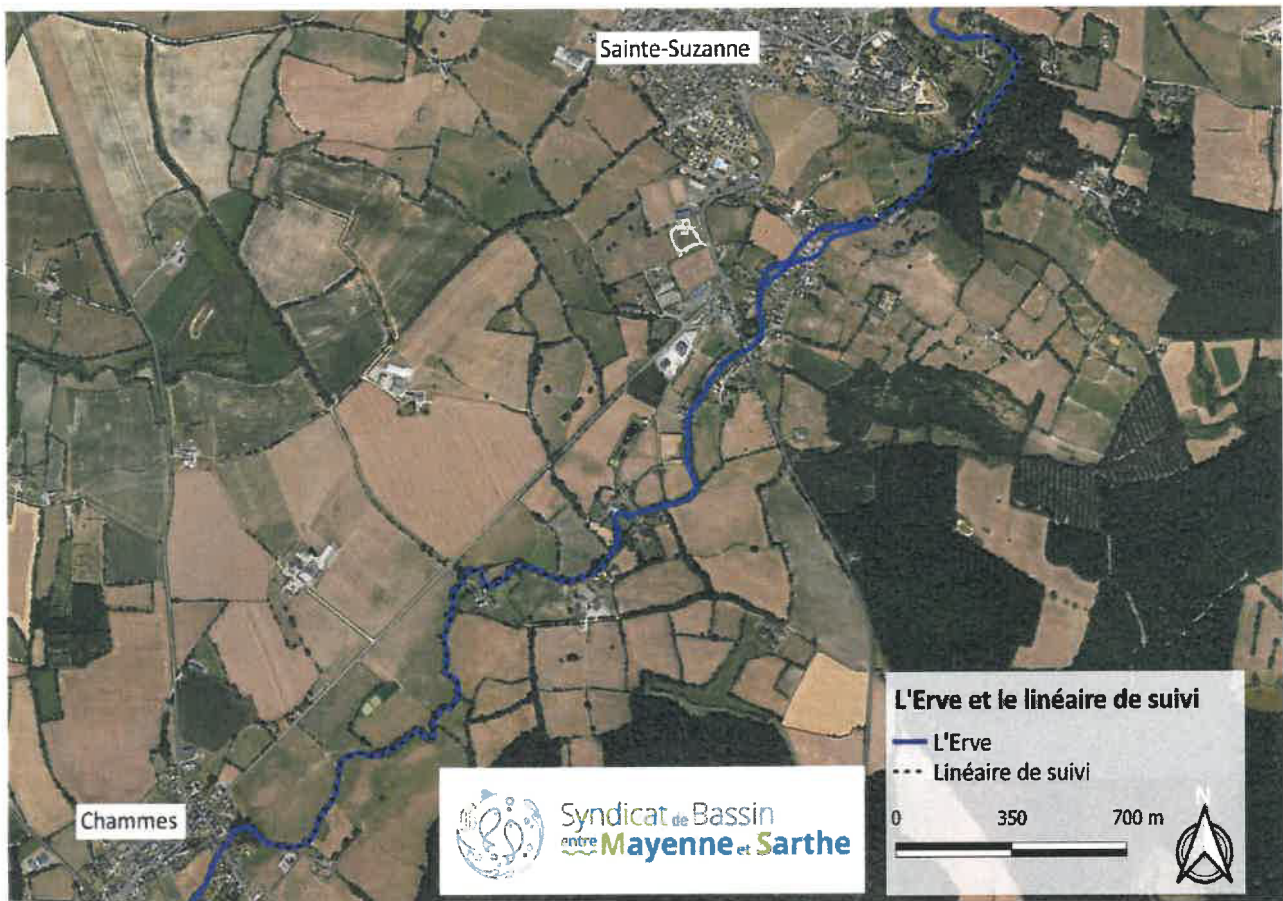 Sainte-Suzanne
Chammes
L'Erve et le linéaire de suivi
L'Erve
Linéaire de suivi
0 350 700 m
N
Syndicat de Bassin
entre Mayenne et Sarthe